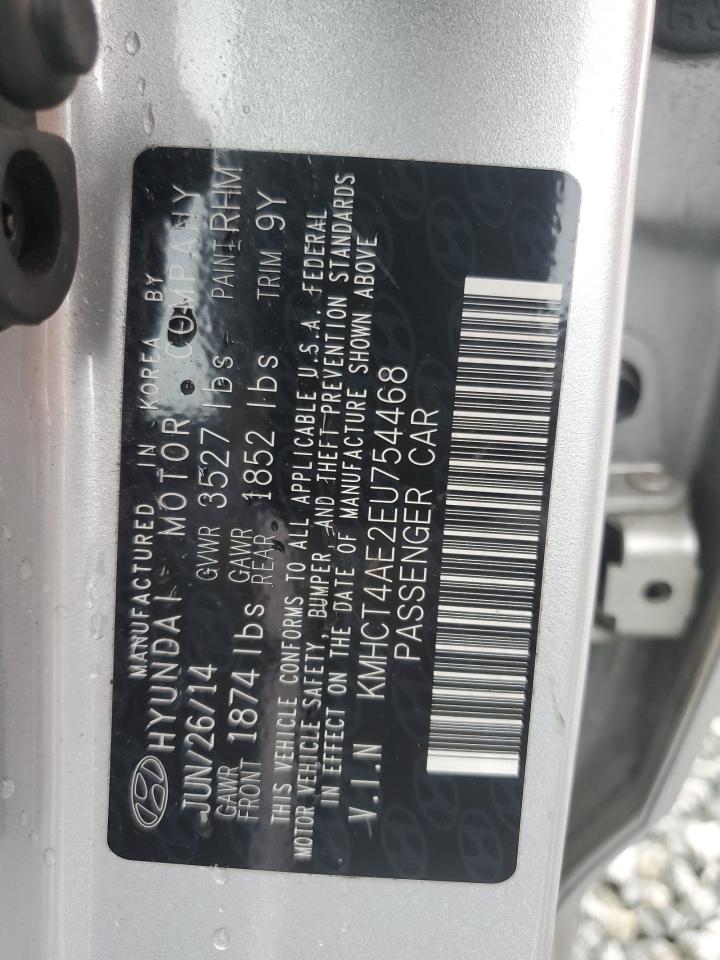 MANUFACTURED IN KOREA BY
HYUNDAI MOTOR COMPANY
JUN/26/14 GVWR 3527 lbs PAINT RHM
GAWR FRONT 1874 lbs GAWR REAR 1852 lbs TRIM 9Y
THIS VEHICLE CONFORMS TO ALL APPLICABLE U.S.A. FEDERAL
MOTOR VEHICLE SAFETY, BUMPER, AND THEFT PREVENTION STANDARDS
IN EFFECT ON THE DATE OF MANUFACTURE SHOWN ABOVE
V.I.N KMHCT4AE2EU754468
PASSENGER CAR